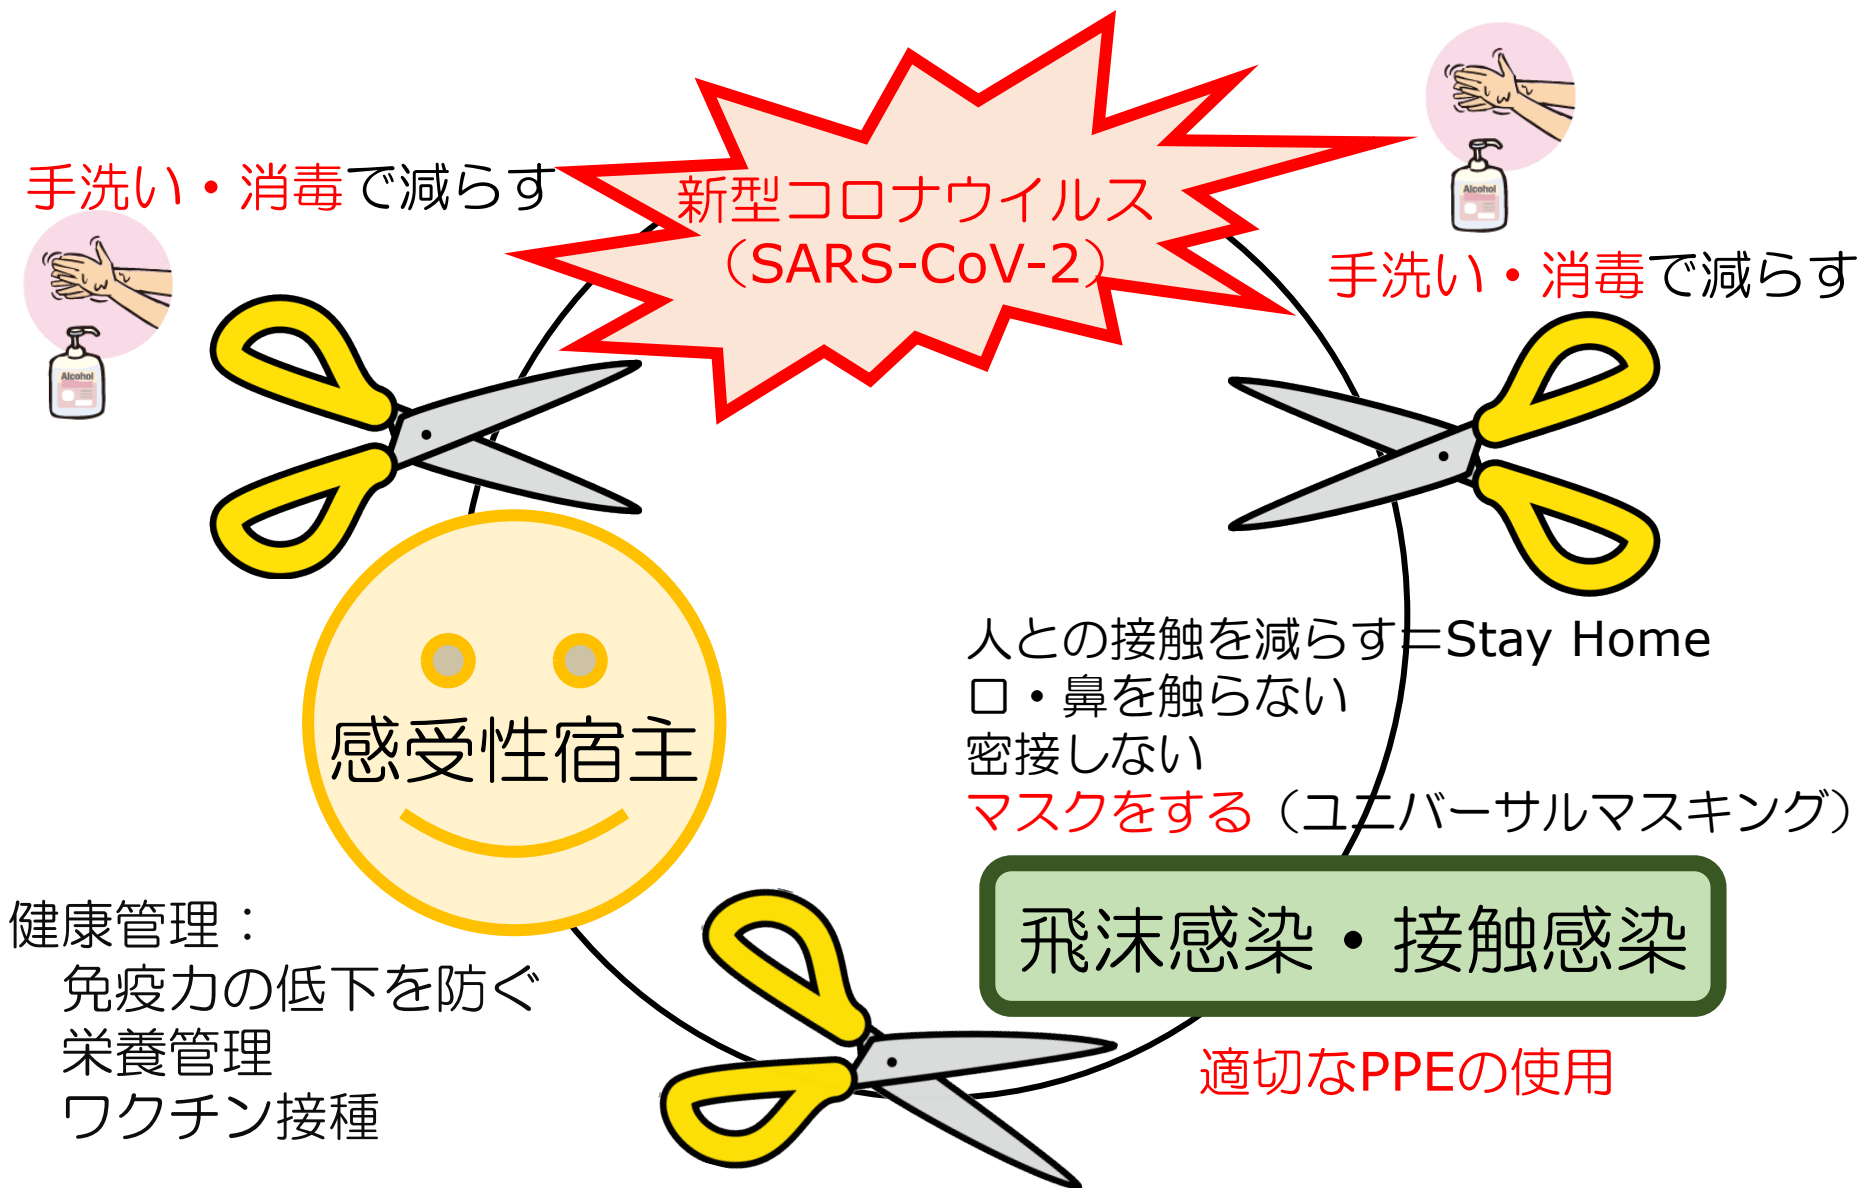 新型コロナウイルス
（SARS-CoV-2）
手洗い・消毒で減らす
Alcohol
Alcohol
手洗い・消毒で減らす
人との接触を減らす＝Stay Home
口・鼻を触らない
密接しない
マスクをする（ユニバーサルマスキング）
感受性宿主
飛沫感染・接触感染
適切なPPEの使用
健康管理：
免疫力の低下を防ぐ
栄養管理
ワクチン接種